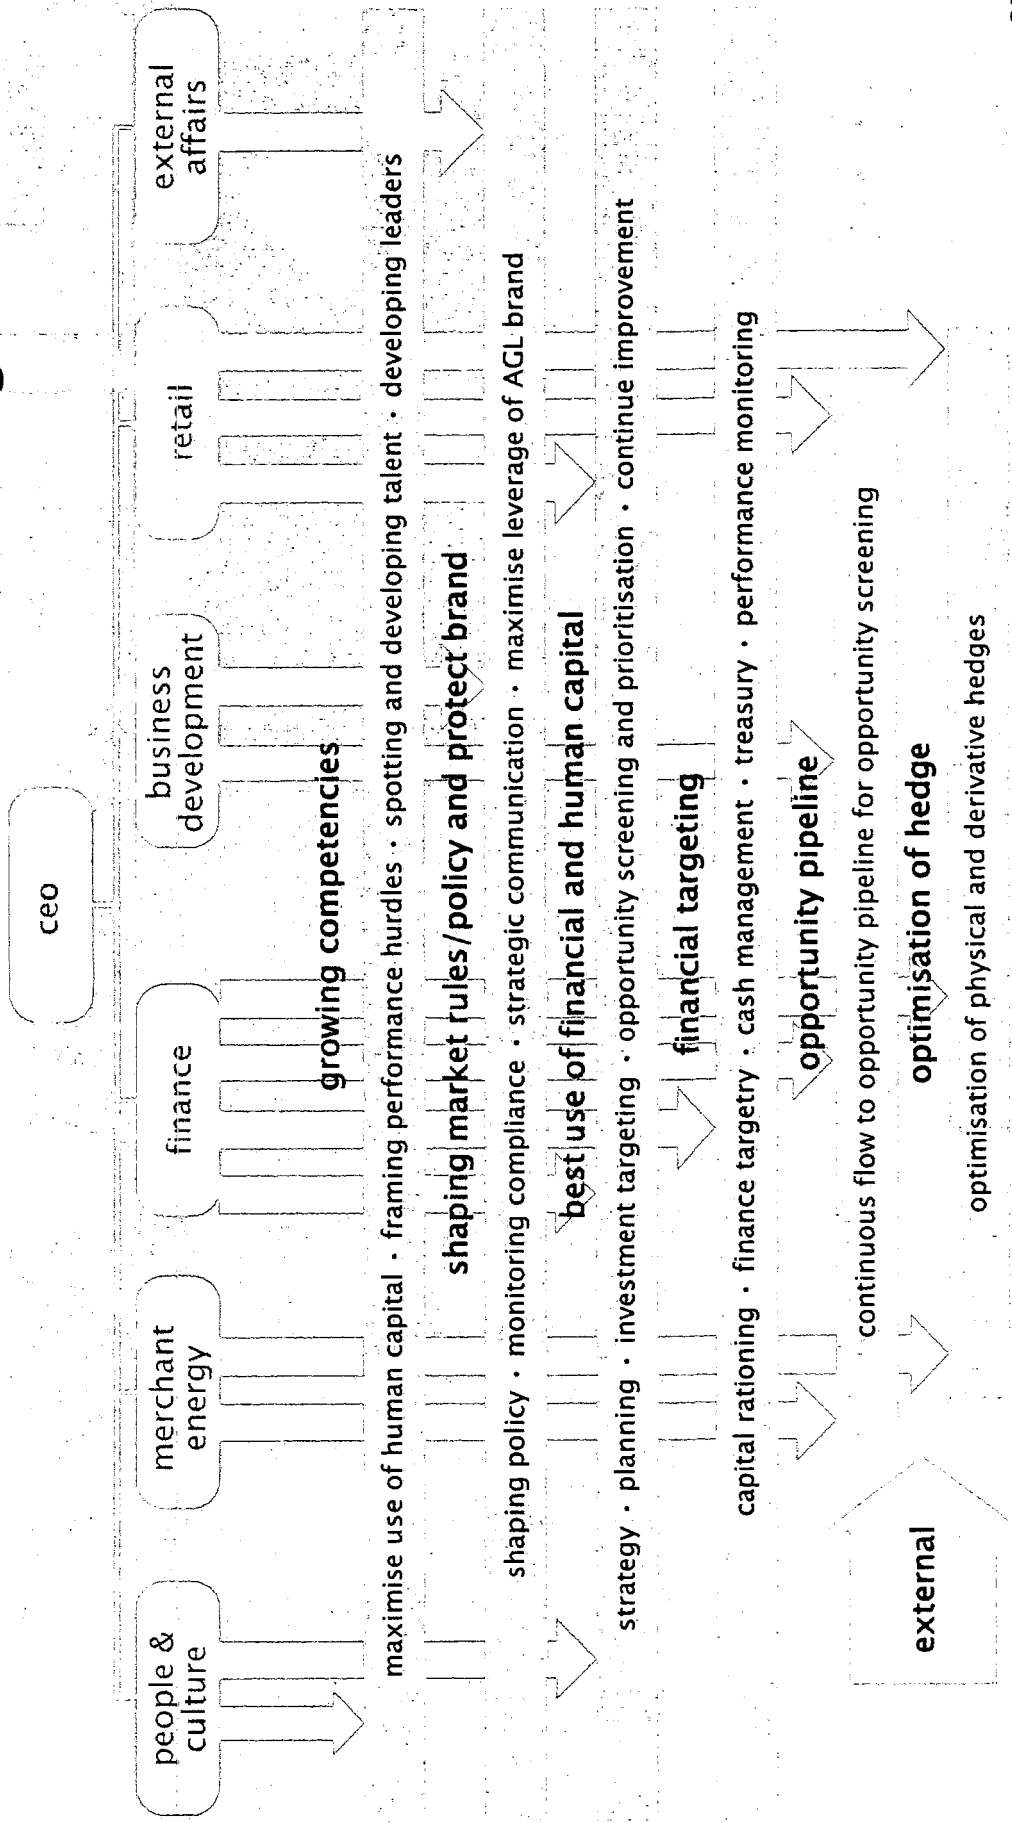 ceo
people &
culture
merchant
energy
finance
business
development
retail
external
affairs
growing competencies
maximise use of human capital · framing performance hurdles · spotting and developing talent · developing leaders
shaping market rules/policy and protect brand
shaping policy · monitoring compliance · strategic communication · maximise leverage of AGL brand
best use of financial and human capital
strategy · planning · investment targeting · opportunity screening and prioritisation · continue improvement
financial targeting
capital rationing · finance targetry · cash management · treasury · performance monitoring
opportunity pipeline
continuous flow to opportunity pipeline for opportunity screening
external
optimisation of hedge
optimisation of physical and derivative hedges